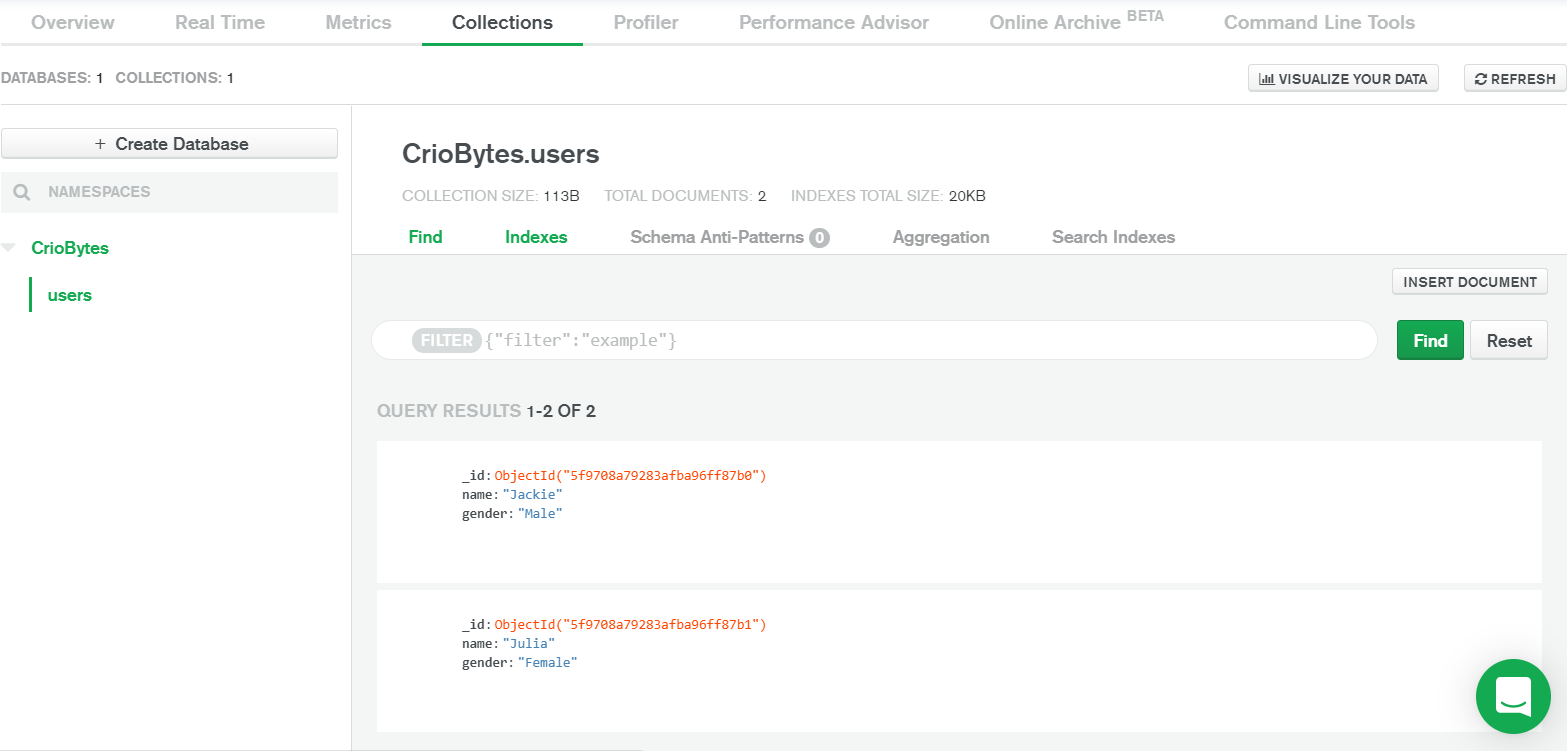 Overview Real Time Metrics Collections Profiler Performance Advisor Online Archive BETA Command Line Tools
DATABASES: 1 COLLECTIONS: 1
VISUALIZE YOUR DATA
REFRESH
+ Create Database
NAMESPACES
CrioBytes
users
CrioBytes.users
COLLECTION SIZE: 113B TOTAL DOCUMENTS: 2 INDEXES TOTAL SIZE: 20KB
Find Indexes Schema Anti-Patterns 0 Aggregation Search Indexes
INSERT DOCUMENT
FILTER {"filter":"example"}
Find Reset
QUERY RESULTS 1-2 OF 2
_id: ObjectId("5f9708a79283afba96ff87b0")
name: "Jackie"
gender: "Male"
_id: ObjectId("5f9708a79283afba96ff87b1")
name: "Julia"
gender: "Female"